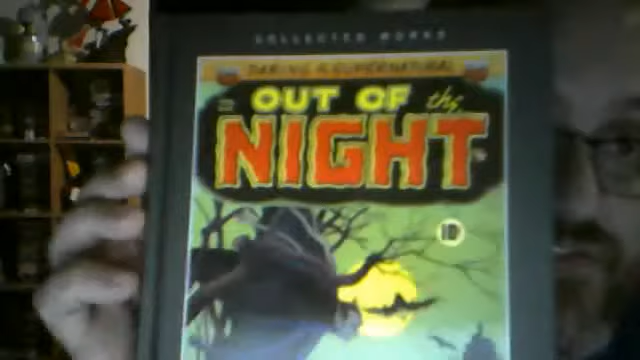 COLLECTED WORKS
DARING SUPERNATURAL
OUT OF the
NIGHT
10